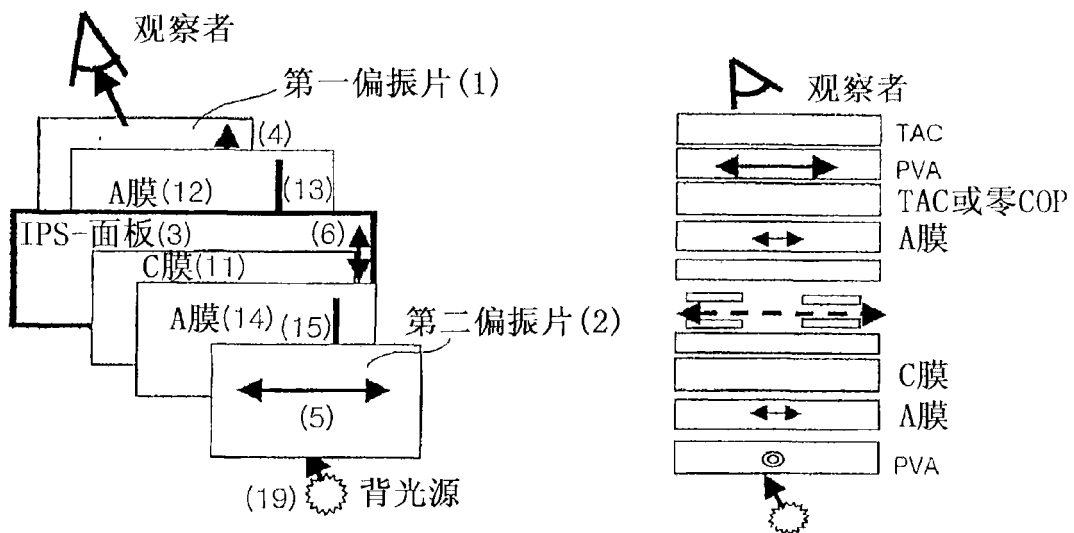 观察者
第一偏振片(1)
(4)
A膜(12)
(13)
IPS-面板(3)
(6)
C膜(11)
A膜(14)
(15)
第二偏振片(2)
(5)
(19)
背光源
观察者
TAC
PVA
TAC或零COP
A膜
C膜
A膜
PVA